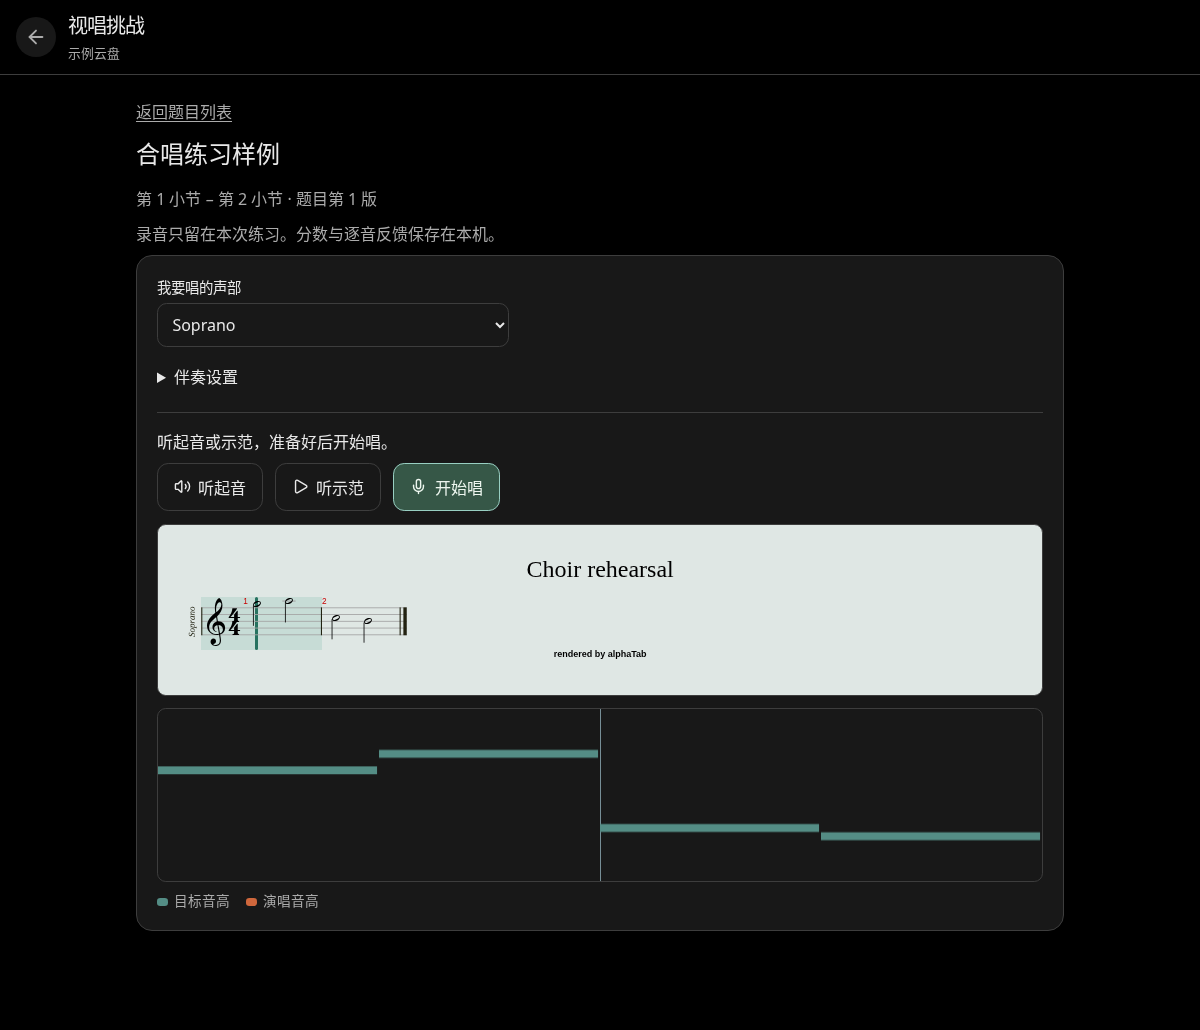 视唱挑战
示例云盘
返回题目列表
合唱练习样例
第 1 小节 – 第 2 小节 · 题目第 1 版
录音只留在本次练习。分数与逐音反馈保存在本机。
我要唱的声部
Soprano
伴奏设置
听起音或示范，准备好后开始唱。
听起音
听示范
开始唱
Choir rehearsal
1
2
Soprano
4
4
rendered by alphaTab
目标音高
演唱音高